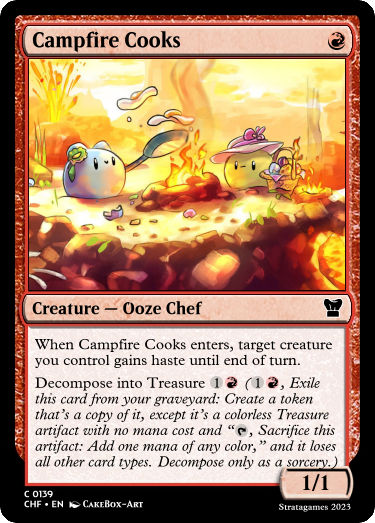 Campfire Cooks
Creature — Ooze Chef
When Campfire Cooks enters, target creature
you control gains haste until end of turn.
Decompose into Treasure 1 (1, Exile
this card from your graveyard: Create a token
that's a copy of it, except it's a colorless Treasure
artifact with no mana cost and “, Sacrifice this
artifact: Add one mana of any color,” and it loses
all other card types. Decompose only as a sorcery.)
1/1
C 0139
CHF • EN CakeBox-Art
Stratagames 2023